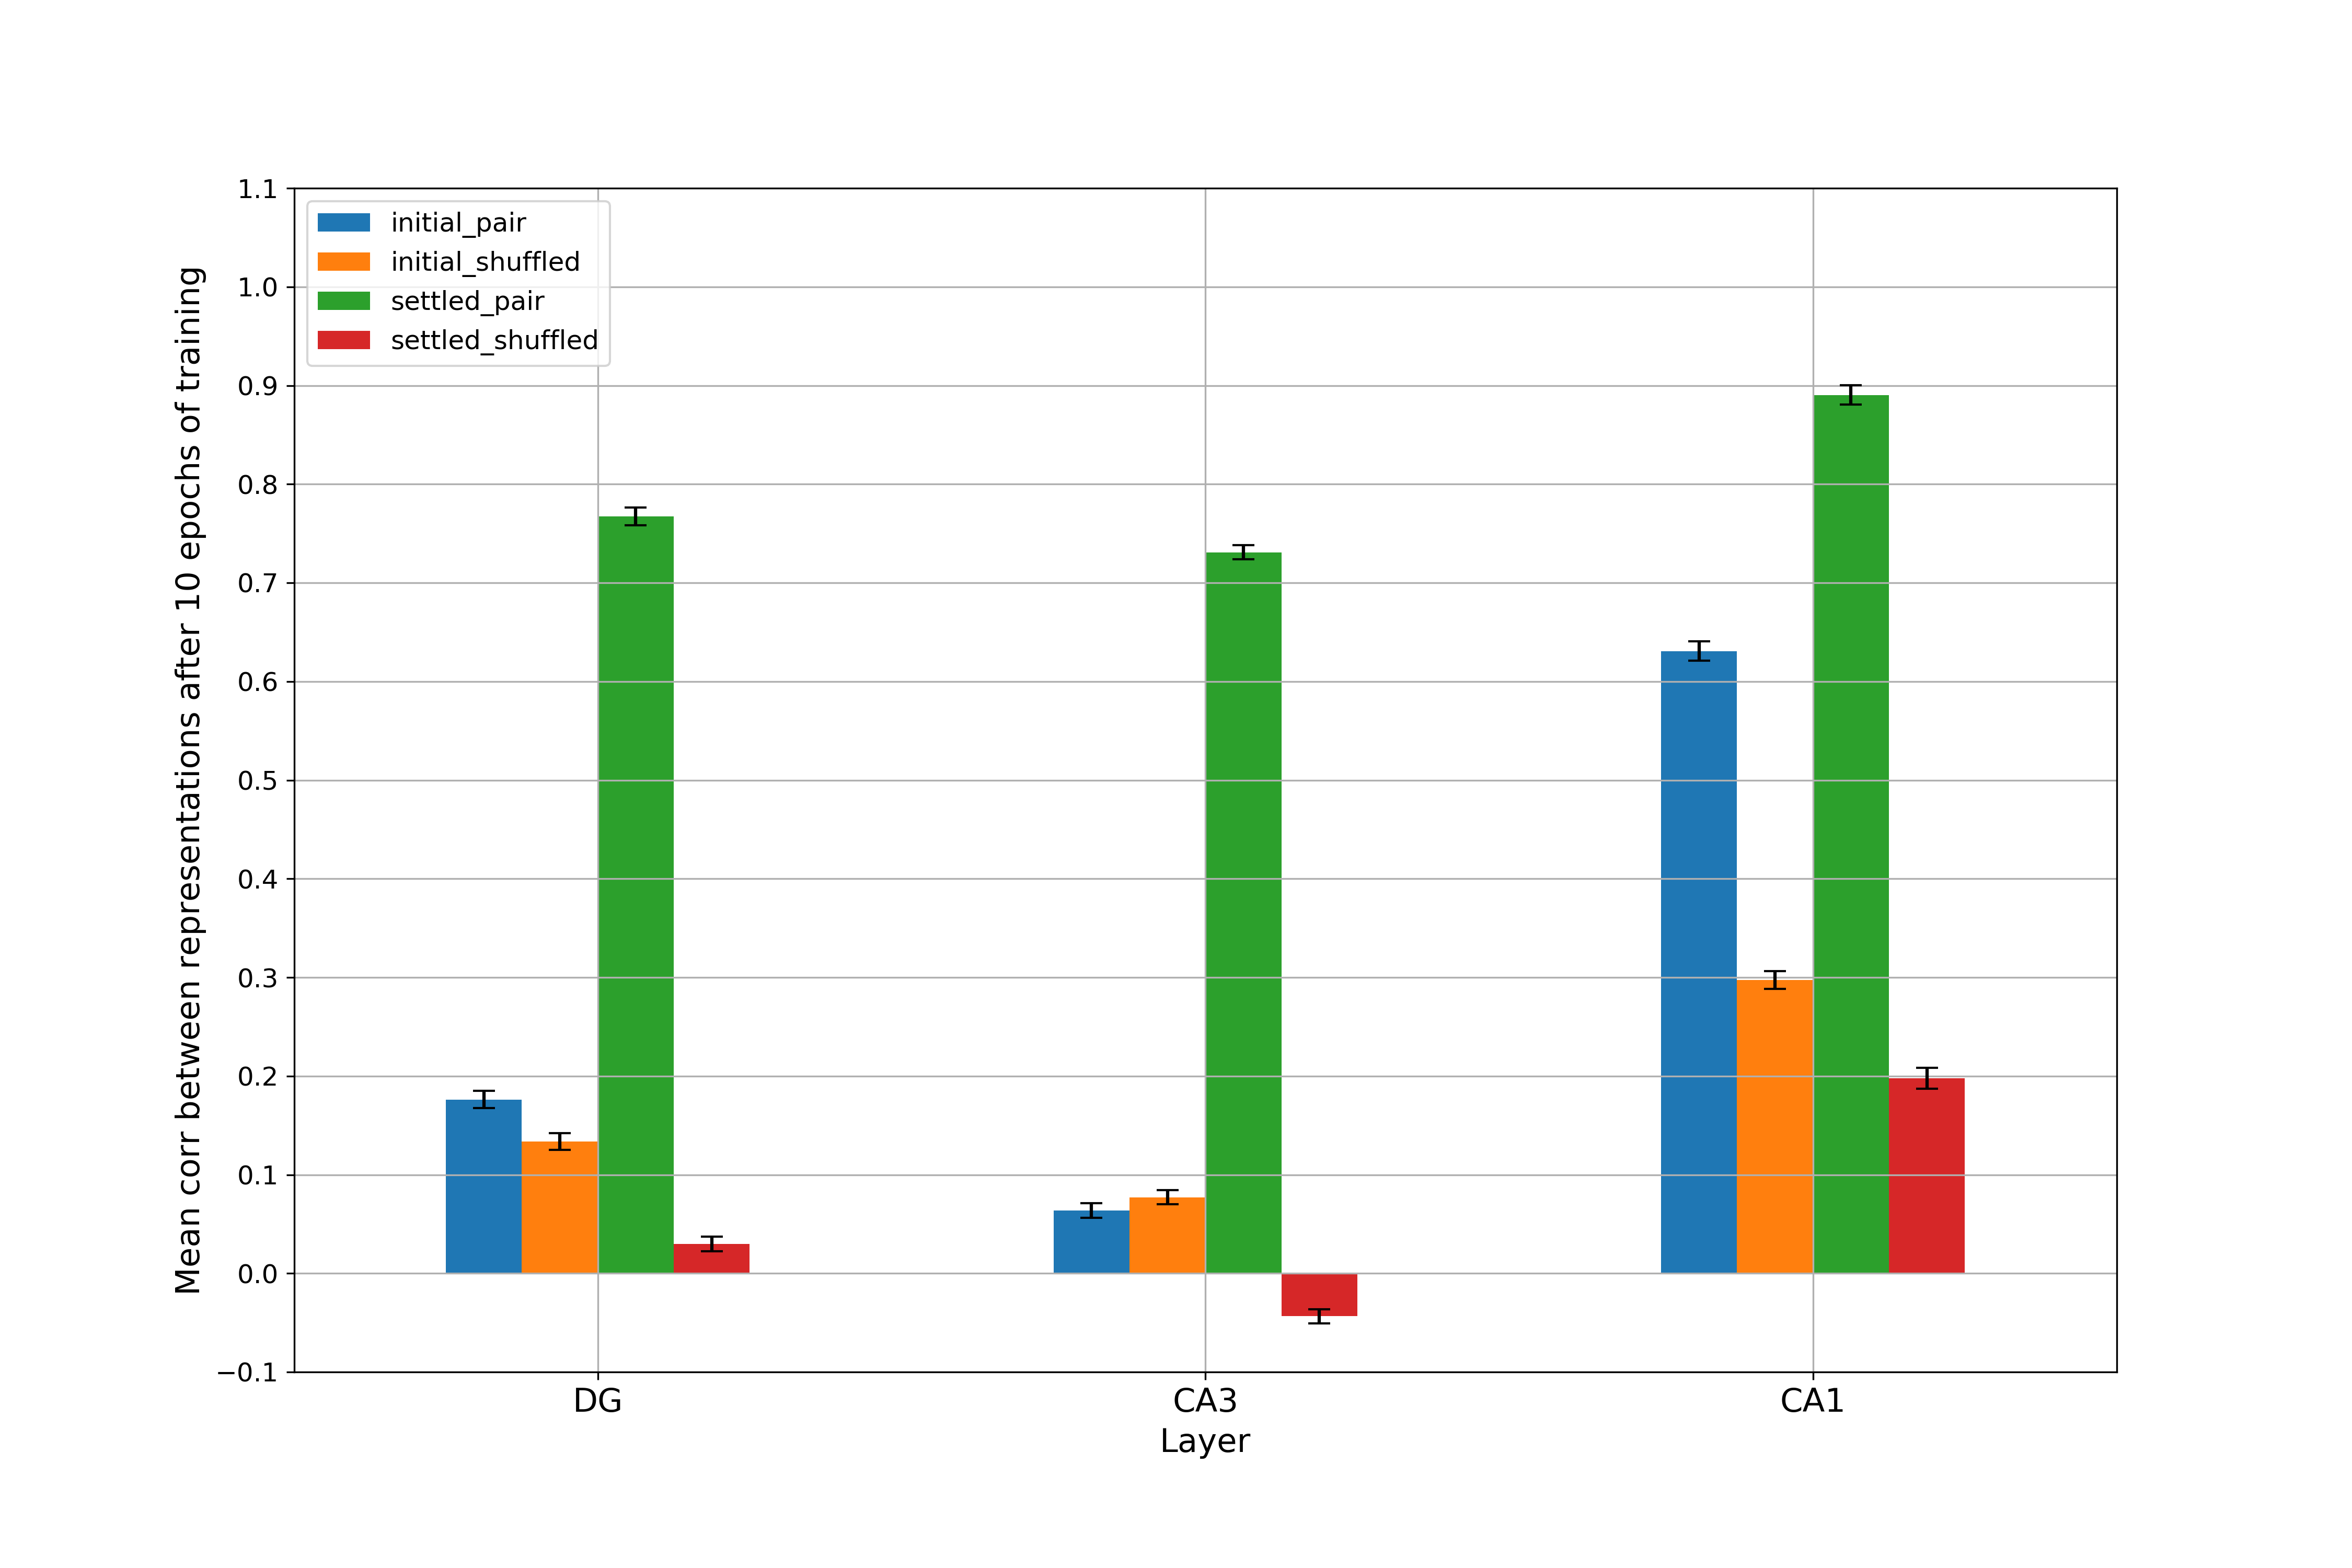 1.1
1.0
0.9
0.8
0.7
0.6
0.5
0.4
0.3
0.2
0.1
0.0
−0.1
Mean corr between representations after 10 epochs of training
initial_pair
initial_shuffled
settled_pair
settled_shuffled
DG CA3 CA1
Layer